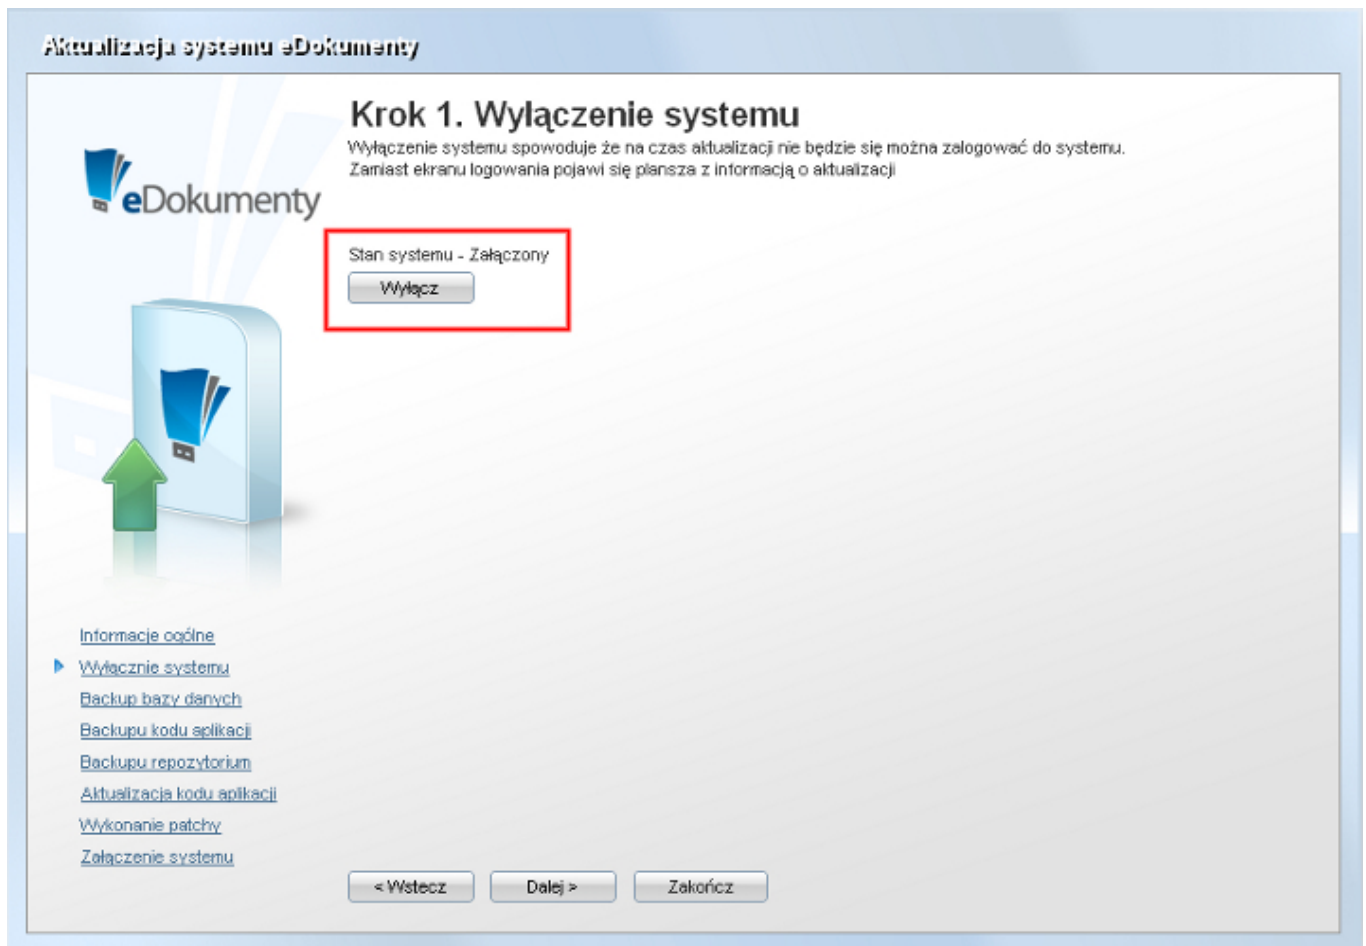 Aktualizacja systemu eDokumenty
Krok 1. Wyłączenie systemu
Wyłączenie systemu spowoduje że na czas aktualizacji nie będzie się można zalogować do systemu.
Zamiast ekranu logowania pojawi się plansza z informacją o aktualizacji
eDokumenty
Stan systemu - Załączony
Wyłącz
Informacje ogólne
Wyłącznie systemu
Backup bazy danych
Backupu kodu aplikacji
Backupu repozytorium
Aktualizacja kodu aplikacji
Wykonanie patchy
Załączenie systemu
< Wstecz Dalej > Zakończ